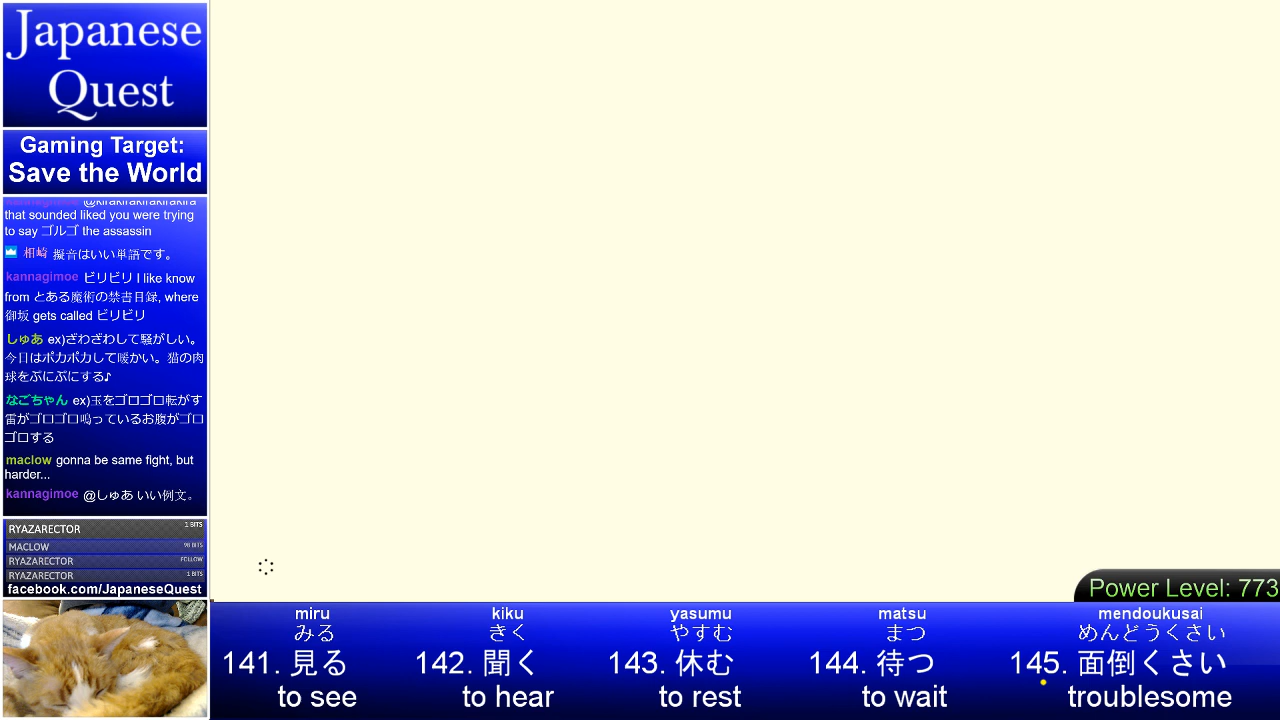 Japanese
Quest
Gaming Target:
Save the World
@kirakirakirakirakira
that sounded liked you were trying
to say ゴルゴ the assassin
相崎 擬音はいい単語です。
kannagimoe ビリビリ I like know
from とある魔術の禁書目録, where
御坂 gets called ビリビリ
しゅあ ex)ざわざわして騒がしい。
今日はポカポカして暖かい。猫の肉
球をぷにぷにする♪
なごちゃん ex)玉をゴロゴロ転がす
雷がゴロゴロ鳴っているお腹がゴロ
ゴロする
maclow gonna be same fight, but
harder...
kannagimoe @しゅあ いい例文。
RYAZARECTOR 1 BITS
MACLOW 98 BITS
RYAZARECTOR FOLLOW
RYAZARECTOR 1 BITS
facebook.com/JapaneseQuest
Power Level: 773
miru kiku yasumu matsu mendoukusai
みる きく やすむ まつ めんどうくさい
141. 見る 142. 聞く 143. 休む 144. 待つ 145. 面倒くさい
to see to hear to rest to wait troublesome